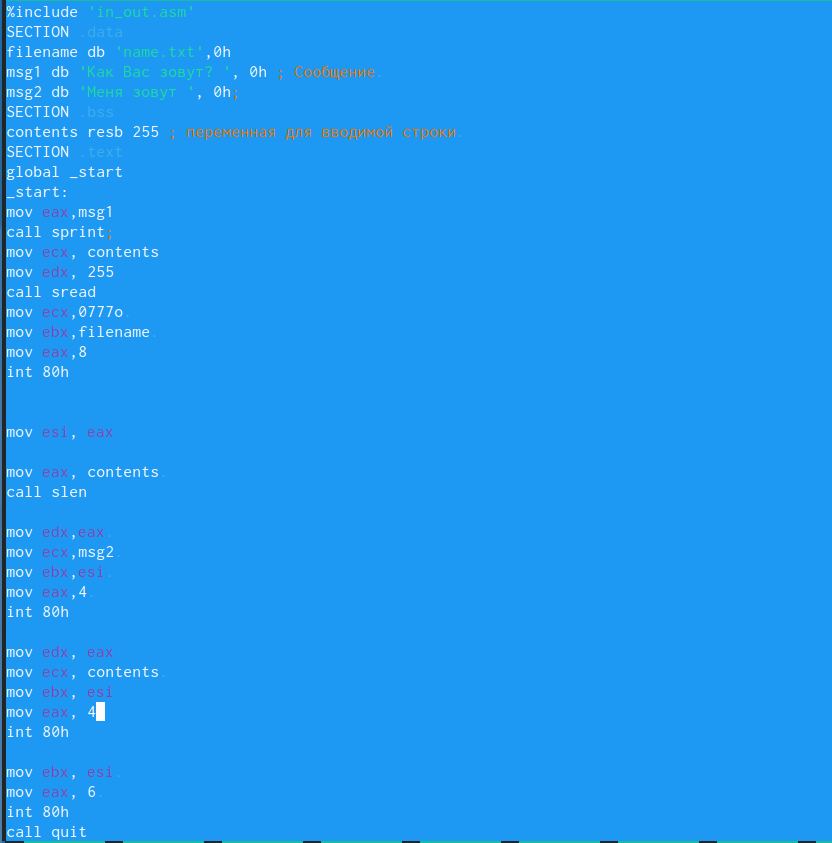 %include 'in_out.asm'
SECTION .data
filename db 'name.txt',0h
msg1 db 'Как Вас зовут? ', 0h ; Сообщение.
msg2 db 'Меня зовут ', 0h;
SECTION .bss
contents resb 255 ; переменная для вводимой строки.
SECTION .text
global _start
_start:
mov eax,msg1
call sprint;
mov ecx, contents
mov edx, 255
call sread
mov ecx,0777o
mov ebx,filename
mov eax,8
int 80h
mov esi, eax
mov eax, contents
call slen
mov edx,eax
mov ecx,msg2
mov ebx,esi
mov eax,4
int 80h
mov edx, eax
mov ecx, contents
mov ebx, esi
mov eax, 4
int 80h
mov ebx, esi
mov eax, 6
int 80h
call quit